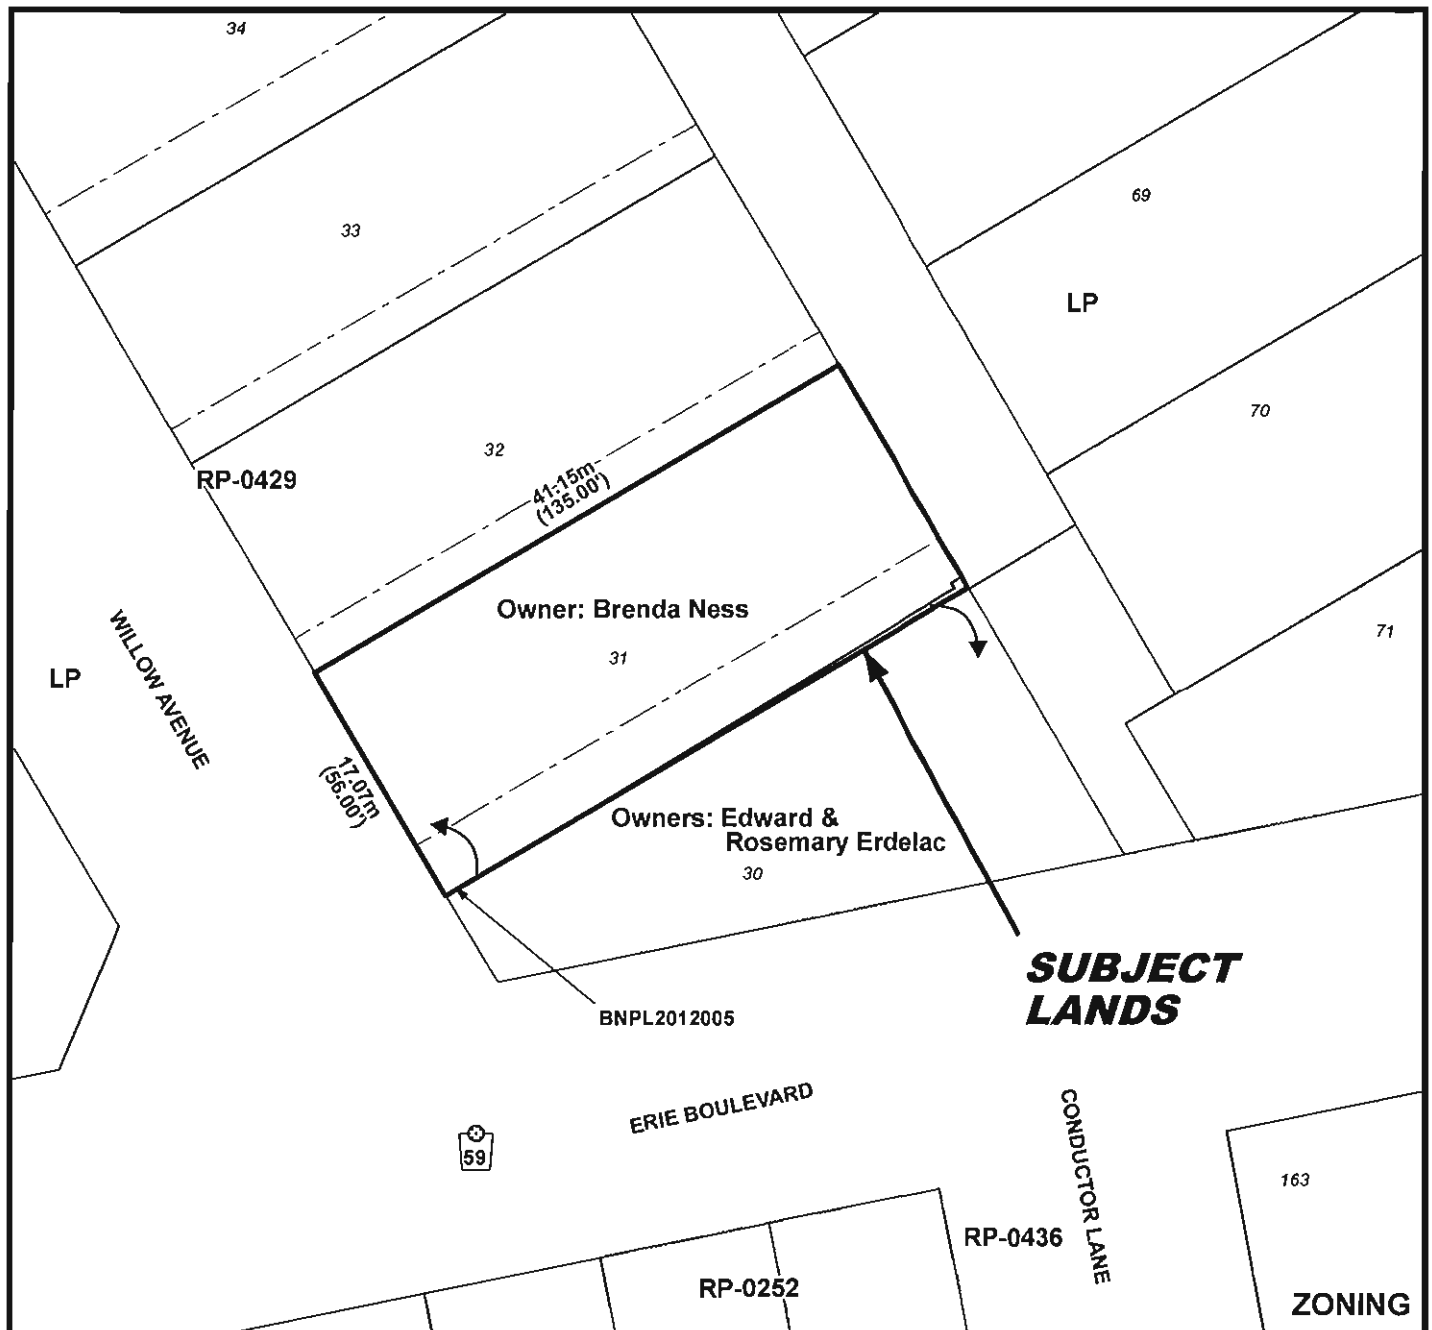 34
33
69
LP
70
32
RP-0429
41.15m
(135.00')
Owner: Brenda Ness
31
71
WILLOW AVENUE
LP
17.07m
(56.00')
Owners: Edward &
Rosemary Erdelac
30
SUBJECT
LANDS
BNPL2012005
ERIE BOULEVARD
CONDUCTOR LANE
59
163
RP-0436
RP-0252
ZONING